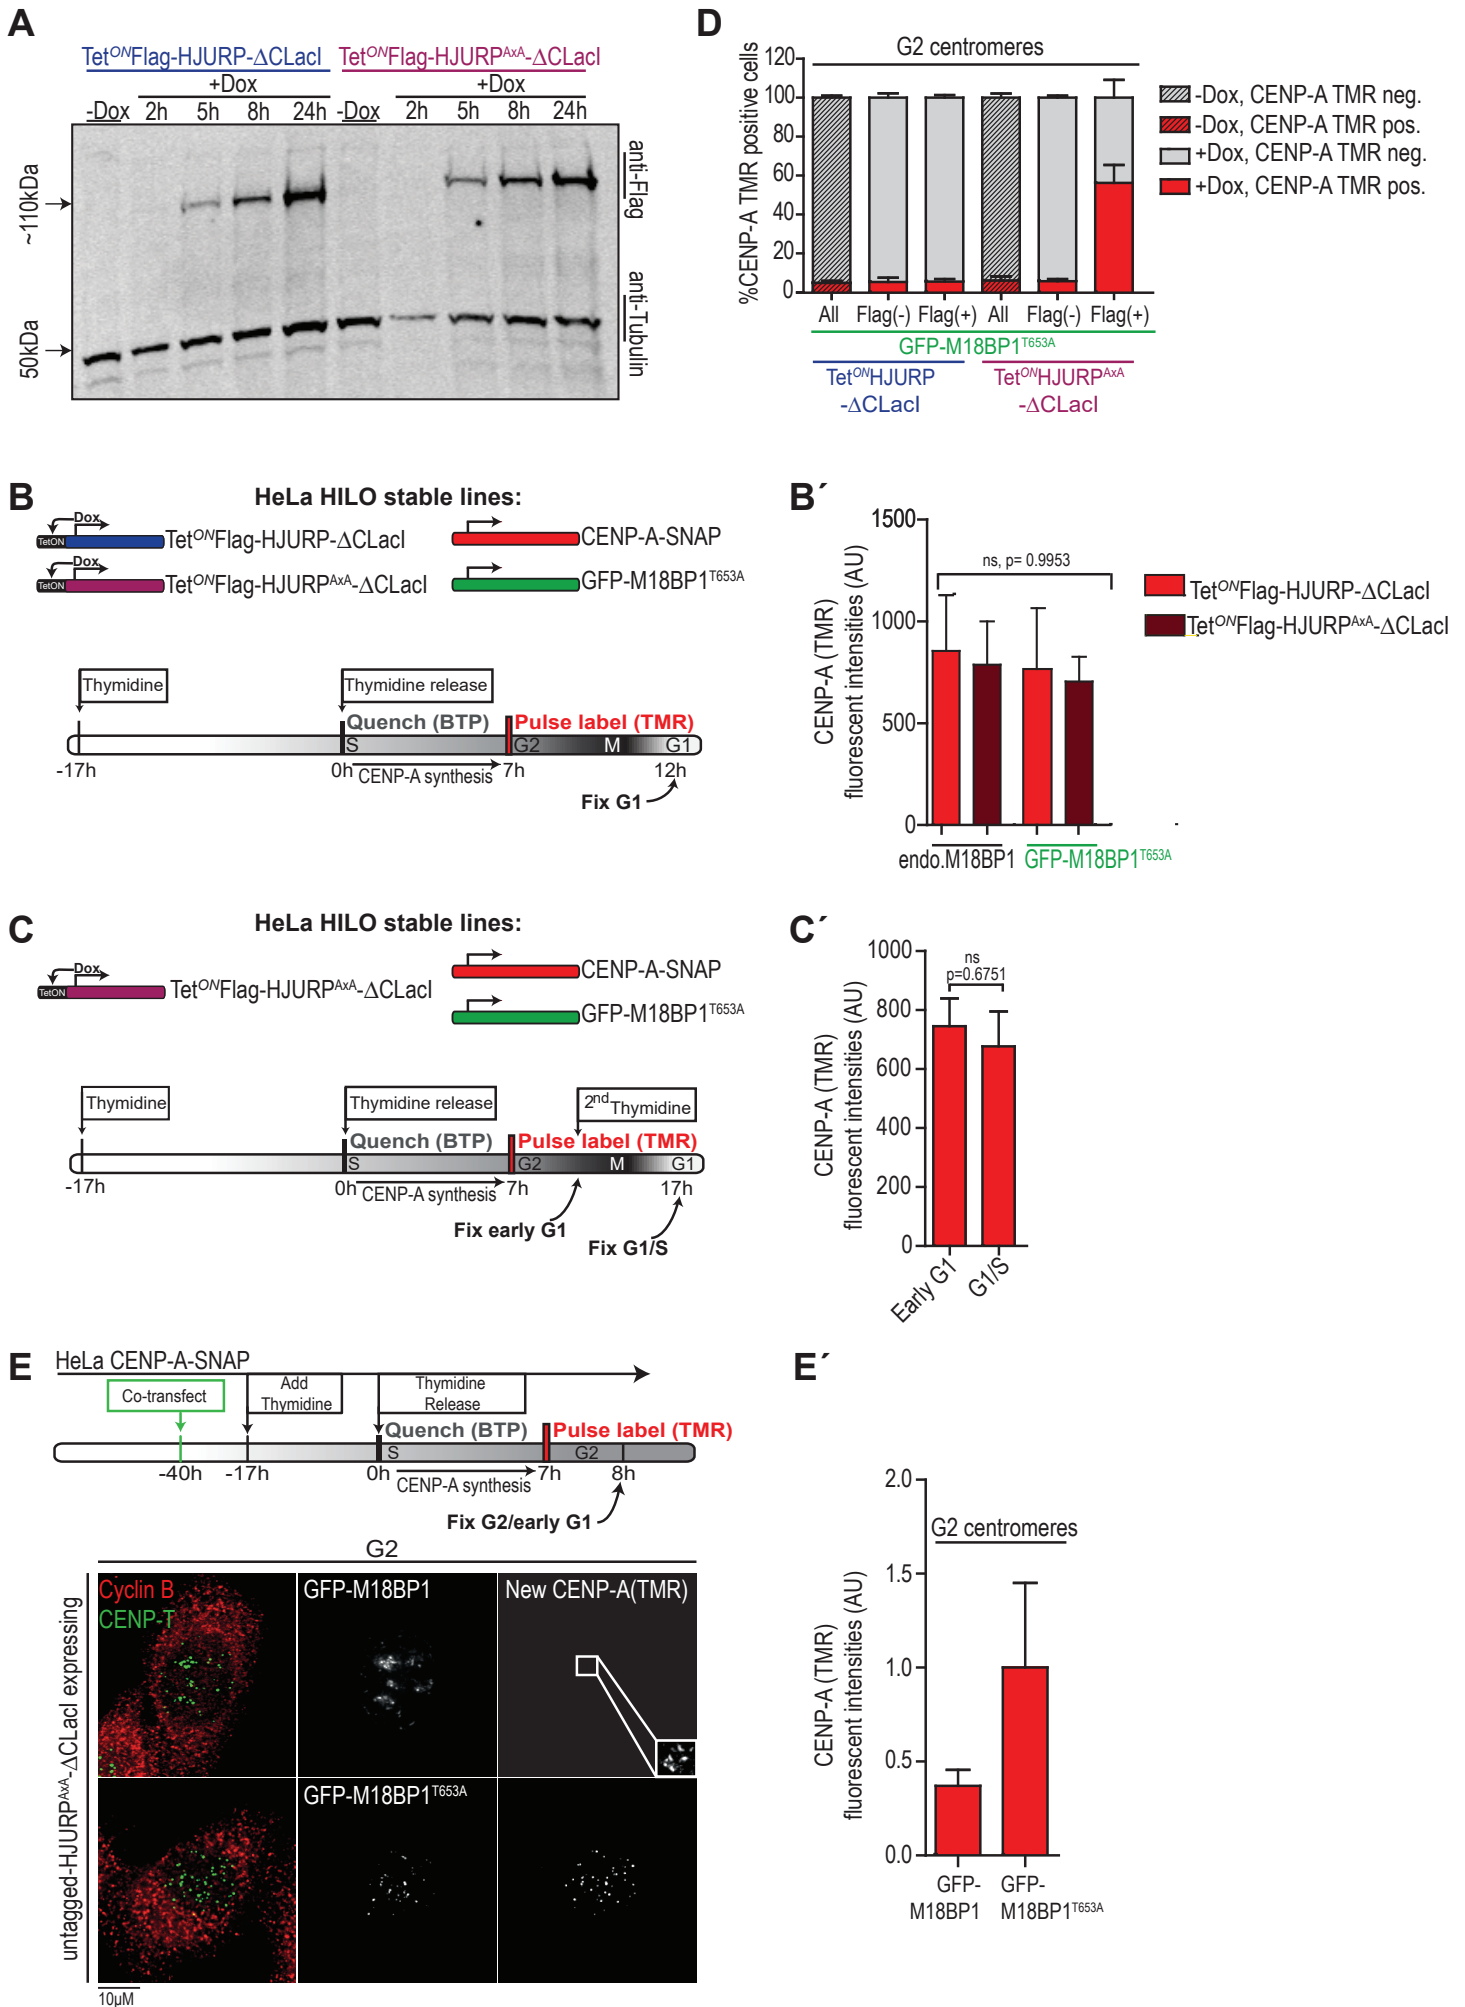 A
Tet^ON Flag-HJURP-ΔCLacI Tet^ON Flag-HJURP^AxA-ΔCLacI
+Dox +Dox
-Dox 2h 5h 8h 24h -Dox 2h 5h 8h 24h
~110kDa
50kDa
anti-Flag
anti-Tubulin
D
G2 centromeres
%CENP-A TMR positive cells
120
100
80
60
40
20
0
All Flag(-) Flag(+) All Flag(-) Flag(+)
GFP-M18BP1^T653A
Tet^ON HJURP
-ΔCLacI
Tet^ON HJURP^AxA
-ΔCLacI
-Dox, CENP-A TMR neg.
-Dox, CENP-A TMR pos.
+Dox, CENP-A TMR neg.
+Dox, CENP-A TMR pos.
B
HeLa HILO stable lines:
Dox
TetON
Tet^ON Flag-HJURP-ΔCLacI
CENP-A-SNAP
Dox
TetON
Tet^ON Flag-HJURP^AxA-ΔCLacI
GFP-M18BP1^T653A
Thymidine
Thymidine release
Quench (BTP) Pulse label (TMR)
S G2 M G1
-17h 0h CENP-A synthesis 7h 12h
Fix G1
B´
CENP-A (TMR)
fluorescent intensities (AU)
1500
1000
500
0
ns, p= 0.9953
endo.M18BP1 GFP-M18BP1^T653A
Tet^ON Flag-HJURP-ΔCLacI
Tet^ON Flag-HJURP^AxA-ΔCLacI
C
HeLa HILO stable lines:
Dox
TetON
Tet^ON Flag-HJURP^AxA-ΔCLacI
CENP-A-SNAP
GFP-M18BP1^T653A
Thymidine
Thymidine release
2nd Thymidine
Quench (BTP) Pulse label (TMR)
S G2 M G1
-17h 0h CENP-A synthesis 7h 17h
Fix early G1
Fix G1/S
C´
CENP-A (TMR)
fluorescent intensities (AU)
1000
800
600
400
200
0
ns
p=0.6751
Early G1 G1/S
E
HeLa CENP-A-SNAP
Co-transfect
Add
Thymidine
Thymidine
Release
Quench (BTP) Pulse label (TMR)
S G2
-40h -17h 0h CENP-A synthesis 7h 8h
Fix G2/early G1
G2
untagged-HJURP^AxA-ΔCLacI expressing
Cyclin B
CENP-T
GFP-M18BP1
New CENP-A(TMR)
GFP-M18BP1^T653A
10µM
E´
CENP-A (TMR)
fluorescent intensities (AU)
2.0
1.5
1.0
0.5
0.0
G2 centromeres
GFP-
M18BP1
GFP-
M18BP1^T653A